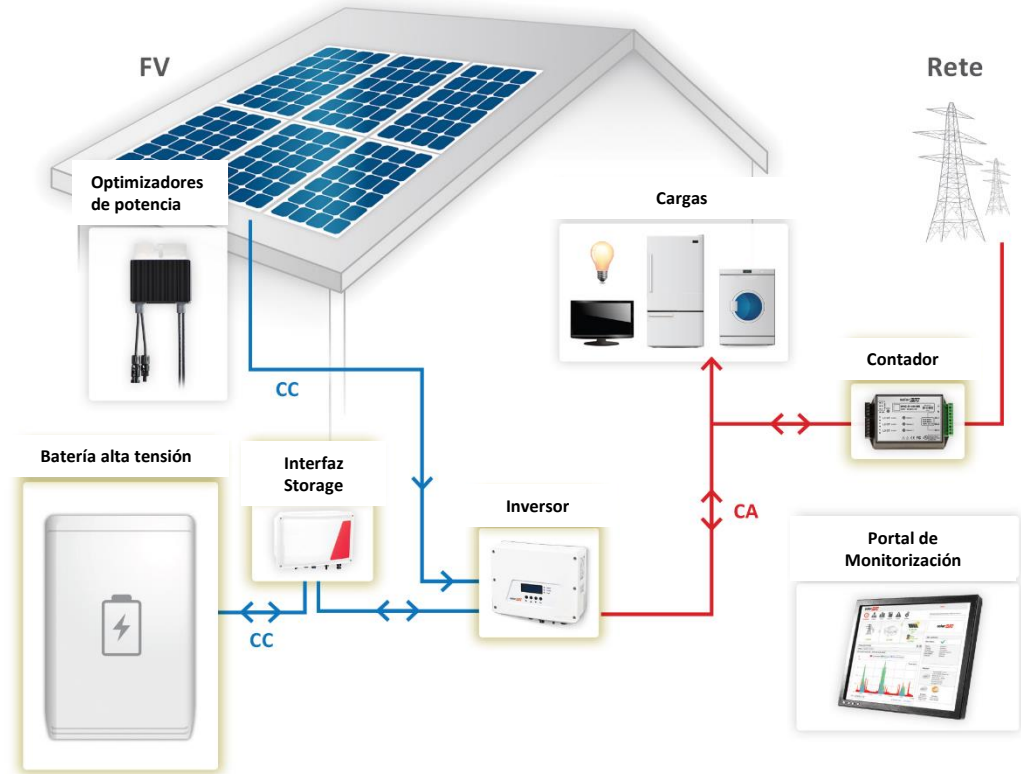 FV
Rete
Optimizadores
de potencia
Cargas
CC
Contador
Batería alta tensión
Interfaz
Storage
Inversor
CA
Portal de
Monitorización
CC